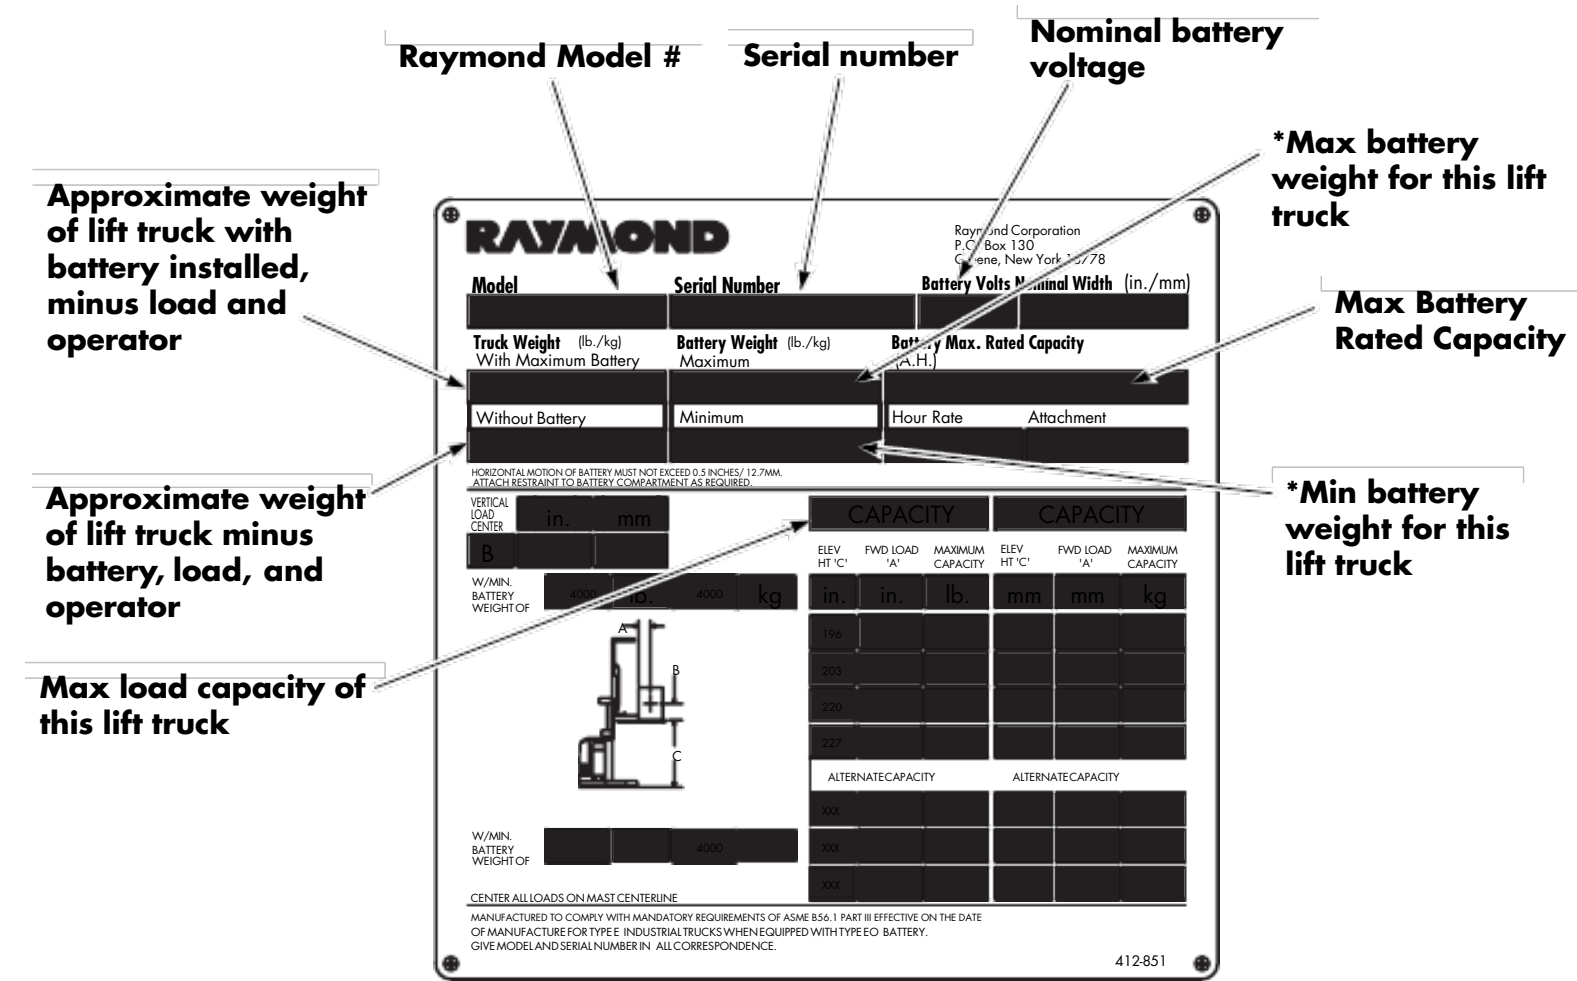 Raymond Model #
Serial number
Nominal battery
voltage
*Max battery
weight for this lift
truck
Approximate weight
of lift truck with
battery installed,
minus load and
operator
Max Battery
Rated Capacity
Approximate weight
of lift truck minus
battery, load, and
operator
*Min battery
weight for this
lift truck
Max load capacity of
this lift truck
RAYMOND
Raymond Corporation
P.O. Box 130
Greene, New York 13778
Model
Serial Number
Battery Volts Nominal Width (in./mm)
Truck Weight (lb./kg)
Battery Weight (lb./kg)
Battery Max. Rated Capacity
With Maximum Battery
Maximum
(A.H.)
Without Battery
Minimum
Hour Rate
Attachment
HORIZONTAL MOTION OF BATTERY MUST NOT EXCEED 0.5 INCHES/ 12.7MM.
ATTACH RESTRAINT TO BATTERY COMPARTMENT AS REQUIRED.
VERTICAL
LOAD
CENTER
in. mm
B
CAPACITY CAPACITY
ELEV
HT 'C'
FWD LOAD
'A'
MAXIMUM
CAPACITY
ELEV
HT 'C'
FWD LOAD
'A'
MAXIMUM
CAPACITY
W/MIN.
BATTERY
WEIGHT OF
4000 lb. 4000 kg
in. in. lb. mm mm kg
196
203
220
227
A
B
C
ALTERNATE CAPACITY ALTERNATE CAPACITY
XXX
XXX
XXX
W/MIN.
BATTERY
WEIGHT OF
4000
CENTER ALL LOADS ON MAST CENTERLINE
MANUFACTURED TO COMPLY WITH MANDATORY REQUIREMENTS OF ASME B56.1 PART III EFFECTIVE ON THE DATE
OF MANUFACTURE FOR TYPE E INDUSTRIAL TRUCKS WHEN EQUIPPED WITH TYPE EO BATTERY.
GIVE MODEL AND SERIAL NUMBER IN ALL CORRESPONDENCE.
412-851